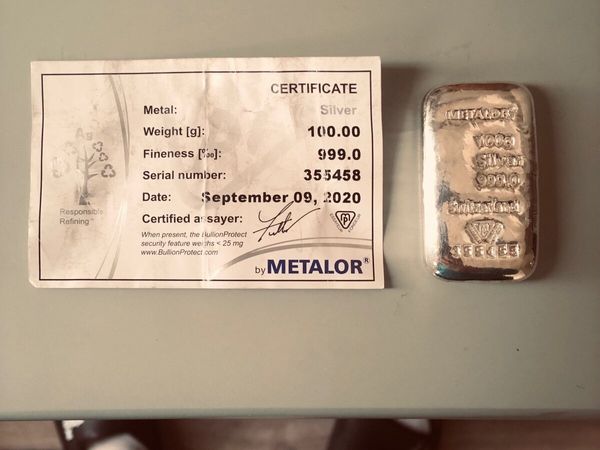 CERTIFICATE
Metal: Silver
Weight [g]: 100.00
Fineness [‰]: 999.0
Serial number: 355458
Date: September 09, 2020
Certified assayer:
When present, the BullionProtect
security feature weighs < 25 mg
www.BullionProtect.com
by METALOR®
Ag
Responsible
Refining™
METALOR®
100g
Silver
999.0
Switzerland